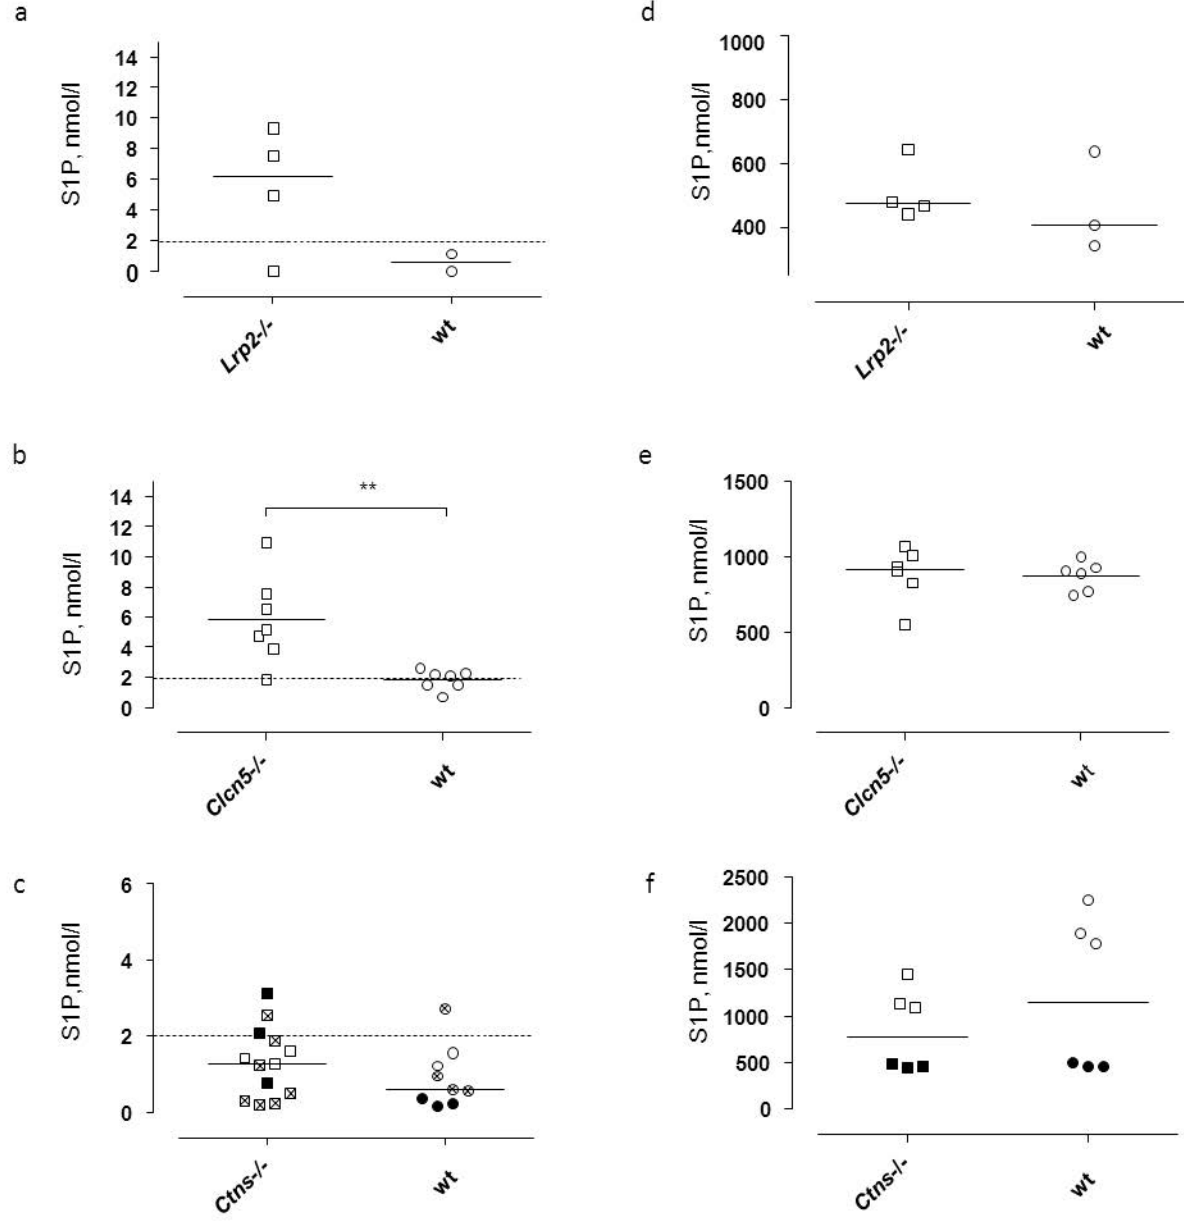 a
S1P, nmol/l
14
12
10
8
6
4
2
0
Lrp2-/-
wt
d
S1P,nmol/l
1000
800
600
400
Lrp2-/-
wt
b
S1P, nmol/l
14
12
10
8
6
4
2
0
**
Clcn5-/-
wt
e
S1P, nmol/l
1500
1000
500
0
Clcn5-/-
wt
c
S1P,nmol/l
6
4
2
0
Ctns-/-
wt
f
S1P, nmol/l
2500
2000
1500
1000
500
0
Ctns-/-
wt